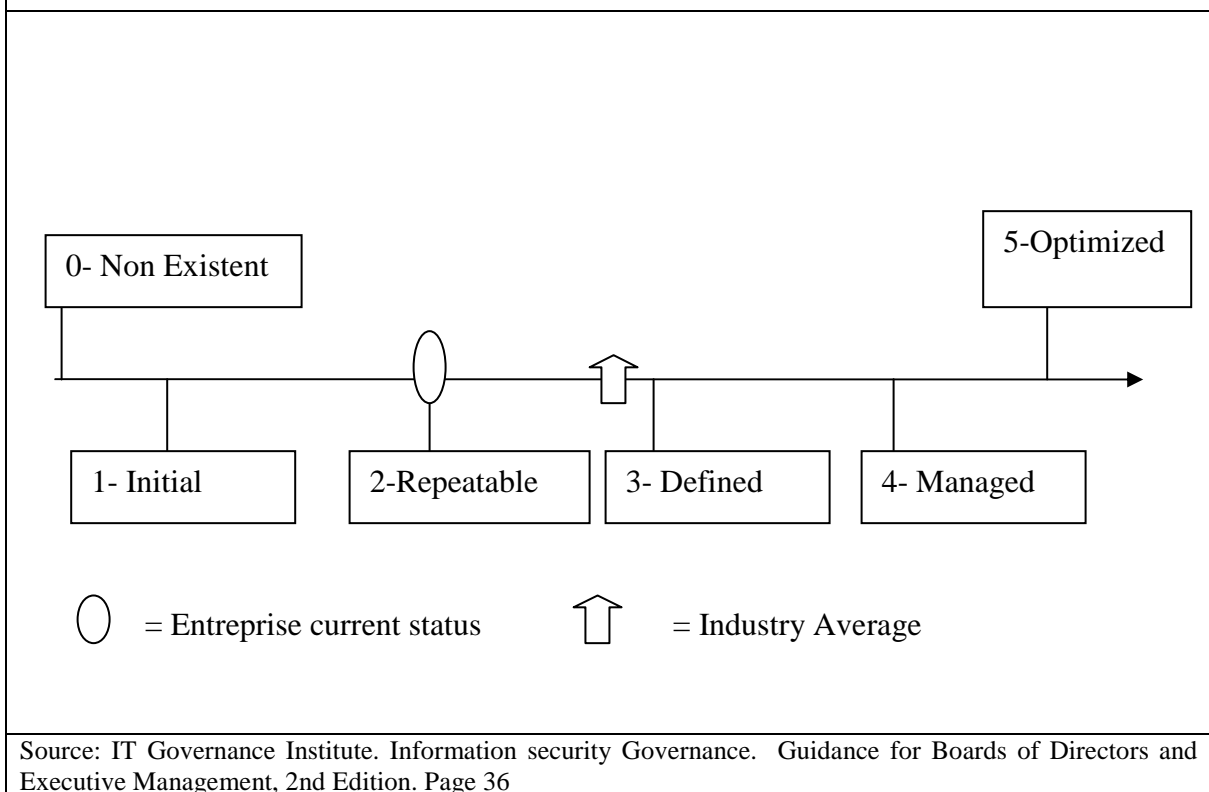 0- Non Existent
5-Optimized
1- Initial
2-Repeatable
3- Defined
4- Managed
= Entreprise current status
= Industry Average
Source: IT Governance Institute. Information security Governance. Guidance for Boards of Directors and
Executive Management, 2nd Edition. Page 36